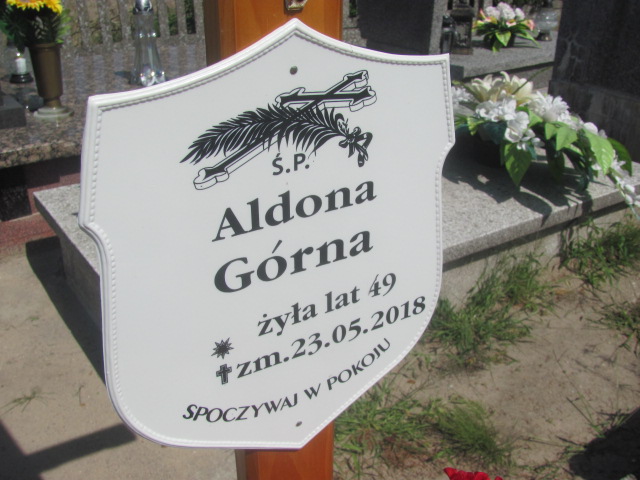 Ś.P.
Aldona
Górna
żyła lat 49
zm.23.05.2018
SPOCZYWAJ W POKOJU